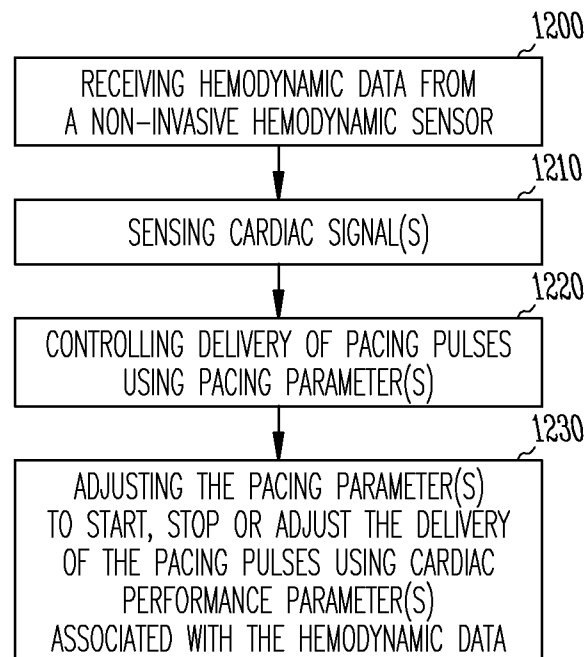 1200
RECEIVING HEMODYNAMIC DATA FROM
A NON-INVASIVE HEMODYNAMIC SENSOR
1210
SENSING CARDIAC SIGNAL(S)
1220
CONTROLLING DELIVERY OF PACING PULSES
USING PACING PARAMETER(S)
1230
ADJUSTING THE PACING PARAMETER(S)
TO START, STOP OR ADJUST THE DELIVERY
OF THE PACING PULSES USING CARDIAC
PERFORMANCE PARAMETER(S)
ASSOCIATED WITH THE HEMODYNAMIC DATA